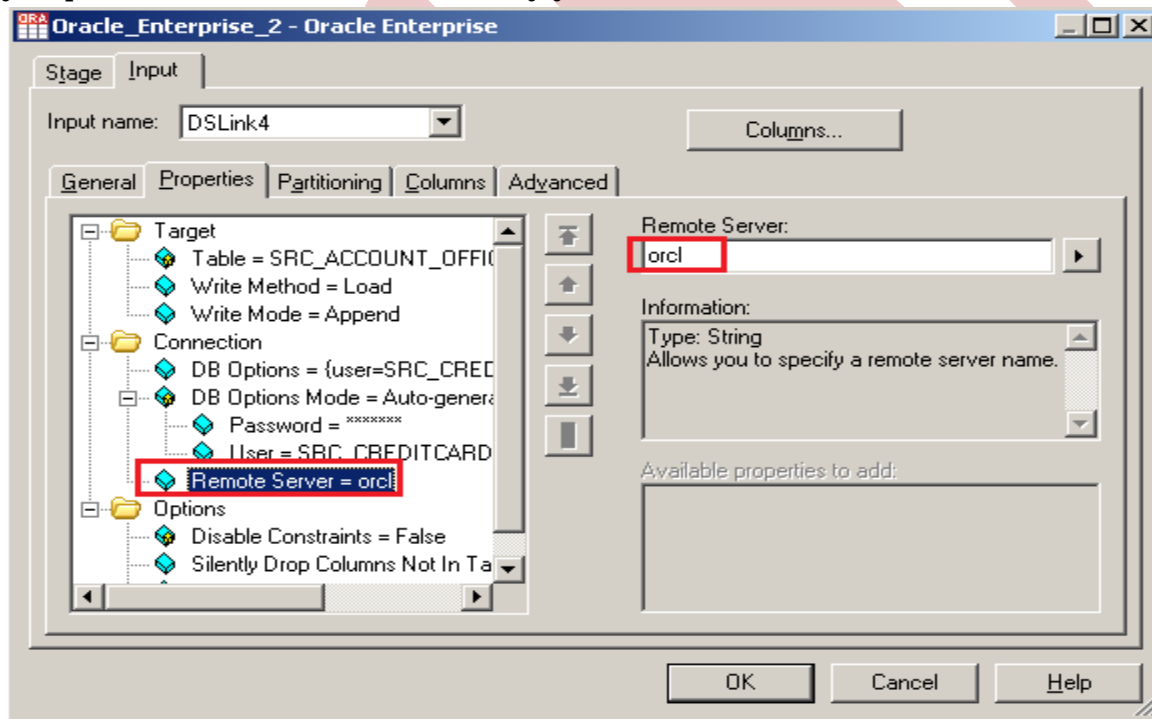 Oracle_Enterprise_2 - Oracle Enterprise
Stage Input
Input name: DSLink4 Columns...
General Properties Partitioning Columns Advanced
Target
Table = SRC_ACCOUNT_OFFIC
Write Method = Load
Write Mode = Append
Connection
DB Options = {user=SRC_CRED
DB Options Mode = Auto-genera
Password = *******
User = SRC_CREDITCARD
Remote Server = orcl
Options
Disable Constraints = False
Silently Drop Columns Not In Ta
Remote Server:
orcl
Information:
Type: String
Allows you to specify a remote server name.
Available properties to add:
OK Cancel Help